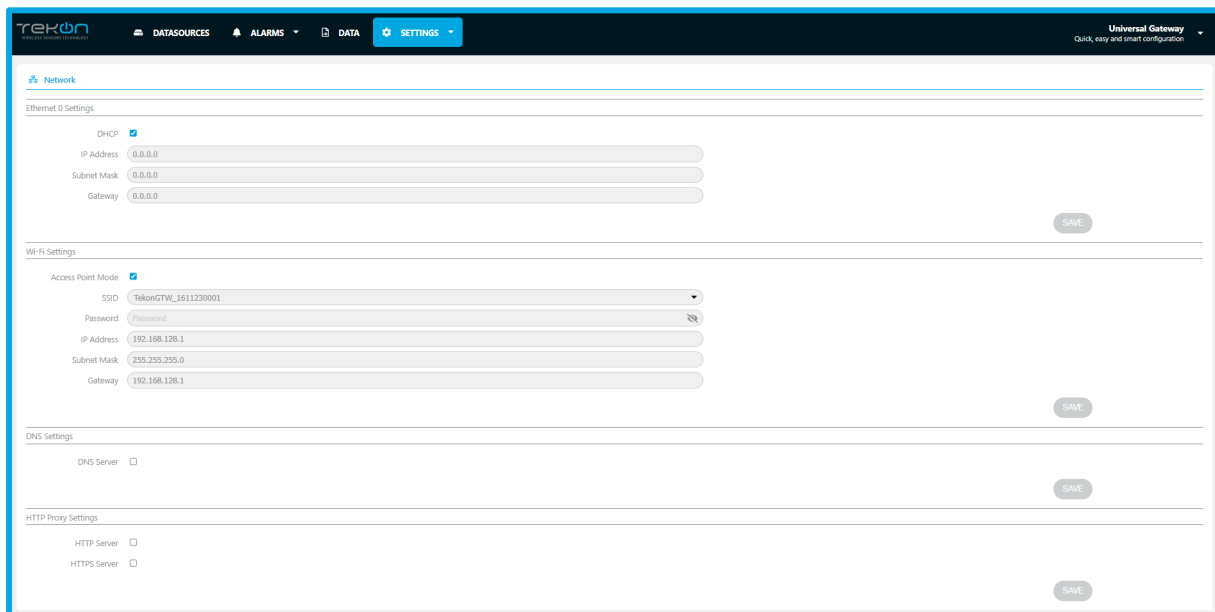 TEKON
WIRELESS SENSORS TECHNOLOGY
DATASOURCES
ALARMS
DATA
SETTINGS
Universal Gateway
Quick, easy and smart configuration
Network
Ethernet 0 Settings
DHCP
IP Address 0.0.0.0
Subnet Mask 0.0.0.0
Gateway 0.0.0.0
SAVE
Wi-Fi Settings
Access Point Mode
SSID TekonGTW_1611230001
Password Password
IP Address 192.168.128.1
Subnet Mask 255.255.255.0
Gateway 192.168.128.1
SAVE
DNS Settings
DNS Server
SAVE
HTTP Proxy Settings
HTTP Server
HTTPS Server
SAVE